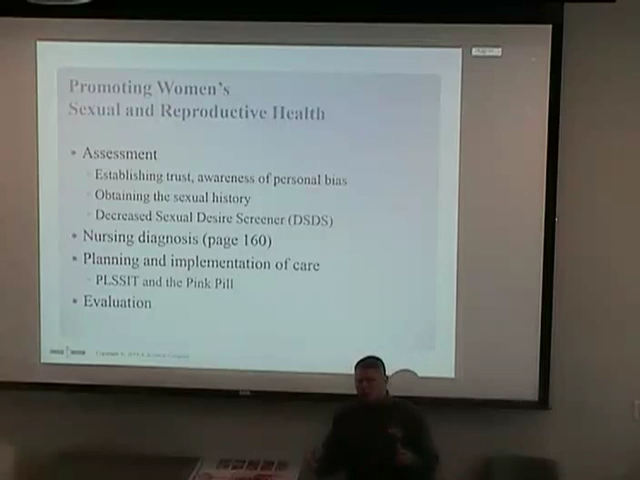 Promoting Women's
Sexual and Reproductive Health
• Assessment
Establishing trust, awareness of personal bias
Obtaining the sexual history
Decreased Sexual Desire Screener (DSDS)
• Nursing diagnosis (page 160)
• Planning and implementation of care
PLSSIT and the Pink Pill
• Evaluation